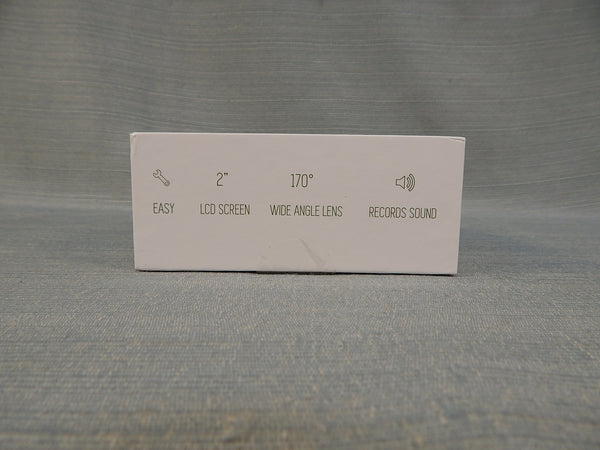 2" 170°
EASY LCD SCREEN WIDE ANGLE LENS RECORDS SOUND